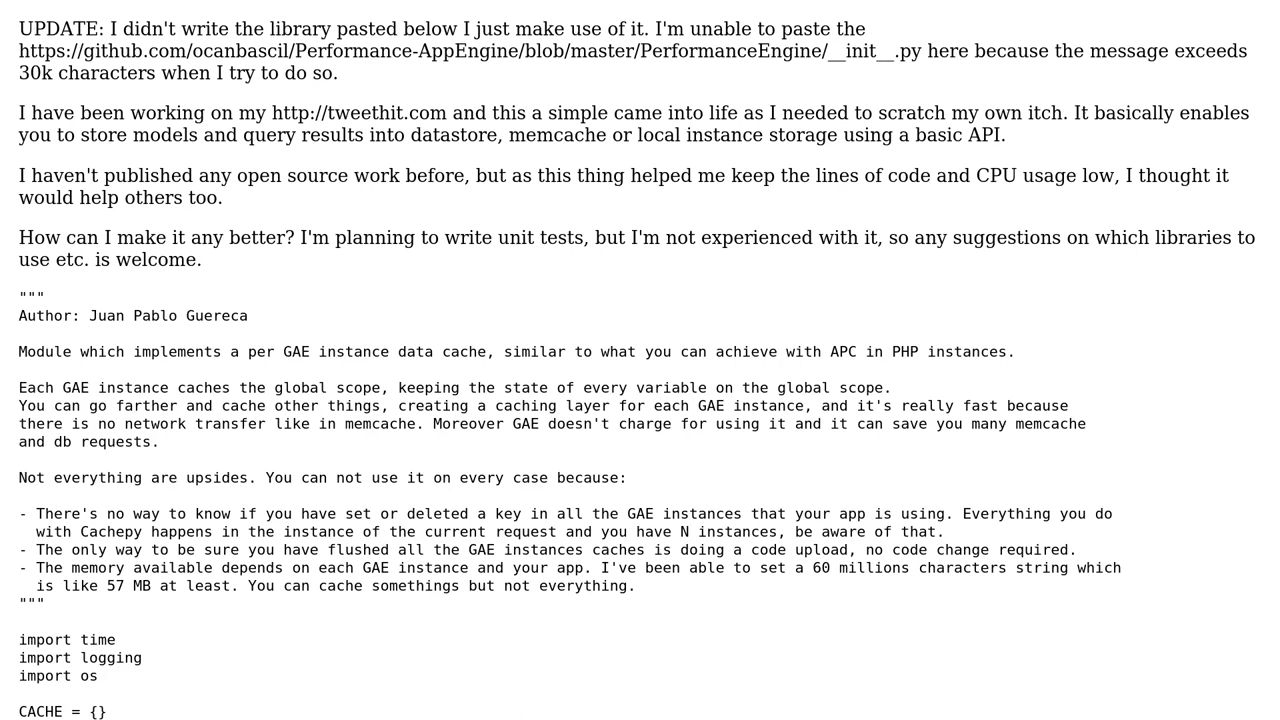 UPDATE: I didn't write the library pasted below I just make use of it. I'm unable to paste the
https://github.com/ocanbascil/Performance-AppEngine/blob/master/PerformanceEngine/__init__.py here because the message exceeds
30k characters when I try to do so.
I have been working on my http://tweethit.com and this a simple came into life as I needed to scratch my own itch. It basically enables
you to store models and query results into datastore, memcache or local instance storage using a basic API.
I haven't published any open source work before, but as this thing helped me keep the lines of code and CPU usage low, I thought it
would help others too.
How can I make it any better? I'm planning to write unit tests, but I'm not experienced with it, so any suggestions on which libraries to
use etc. is welcome.
"""
Author: Juan Pablo Guereca
Module which implements a per GAE instance data cache, similar to what you can achieve with APC in PHP instances.
Each GAE instance caches the global scope, keeping the state of every variable on the global scope.
You can go farther and cache other things, creating a caching layer for each GAE instance, and it's really fast because
there is no network transfer like in memcache. Moreover GAE doesn't charge for using it and it can save you many memcache
and db requests.
Not everything are upsides. You can not use it on every case because:
- There's no way to know if you have set or deleted a key in all the GAE instances that your app is using. Everything you do
  with Cachepy happens in the instance of the current request and you have N instances, be aware of that.
- The only way to be sure you have flushed all the GAE instances caches is doing a code upload, no code change required.
- The memory available depends on each GAE instance and your app. I've been able to set a 60 millions characters string which
  is like 57 MB at least. You can cache somethings but not everything.
"""
import time
import logging
import os
CACHE = {}